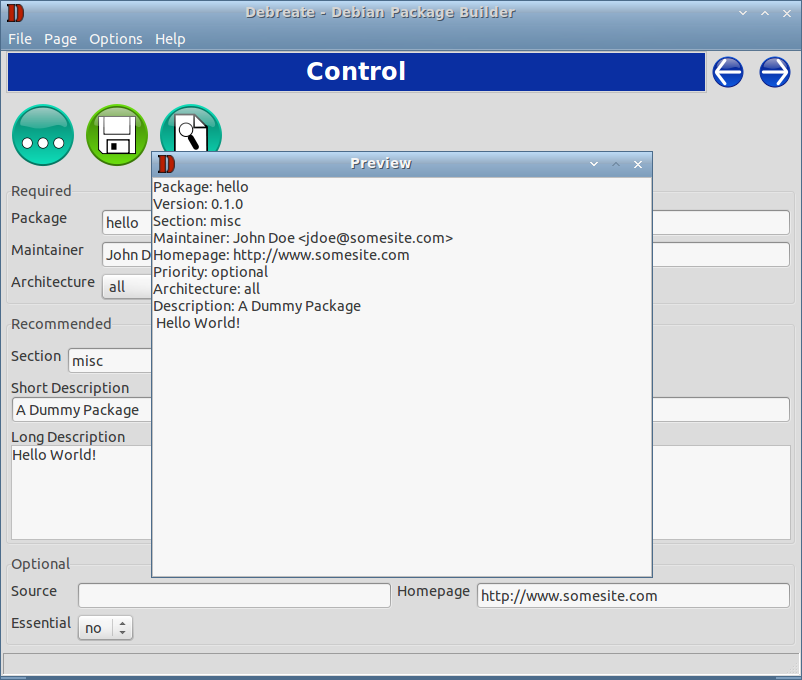 Debreate - Debian Package Builder
File Page Options Help
Control
Preview
Package: hello
Version: 0.1.0
Section: misc
Maintainer: John Doe <jdoe@somesite.com>
Homepage: http://www.somesite.com
Priority: optional
Architecture: all
Description: A Dummy Package
Hello World!
Required
Package hello
Maintainer John D
Architecture all
Recommended
Section misc
Short Description
A Dummy Package
Long Description
Hello World!
Optional
Source Homepage http://www.somesite.com
Essential no